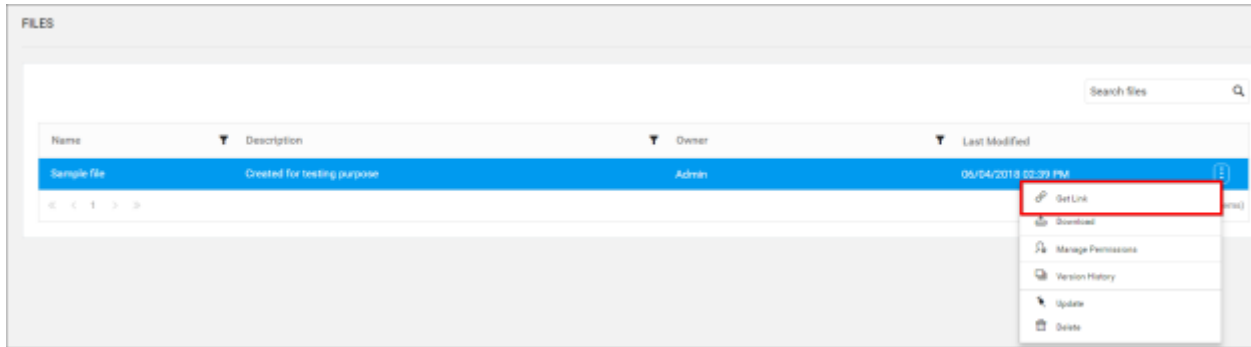 FILES
Search files
Name Description Owner Last Modified
Sample file Created for testing purpose Admin 06/04/2018 02:39 PM
« < 1 > »
Get Link
Download
Manage Permissions
Version History
Update
Delete